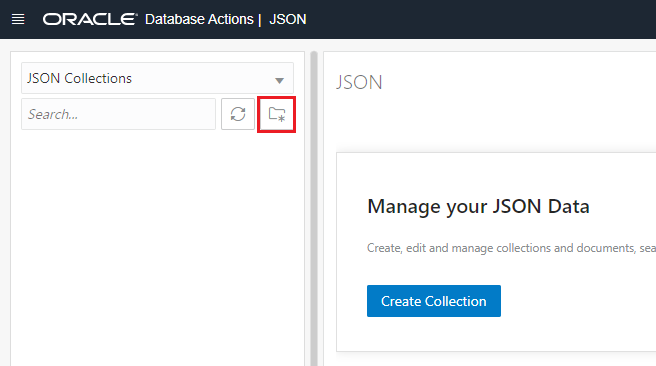 ORACLE Database Actions | JSON
JSON Collections
Search...
JSON
Manage your JSON Data
Create, edit and manage collections and documents, sea
Create Collection